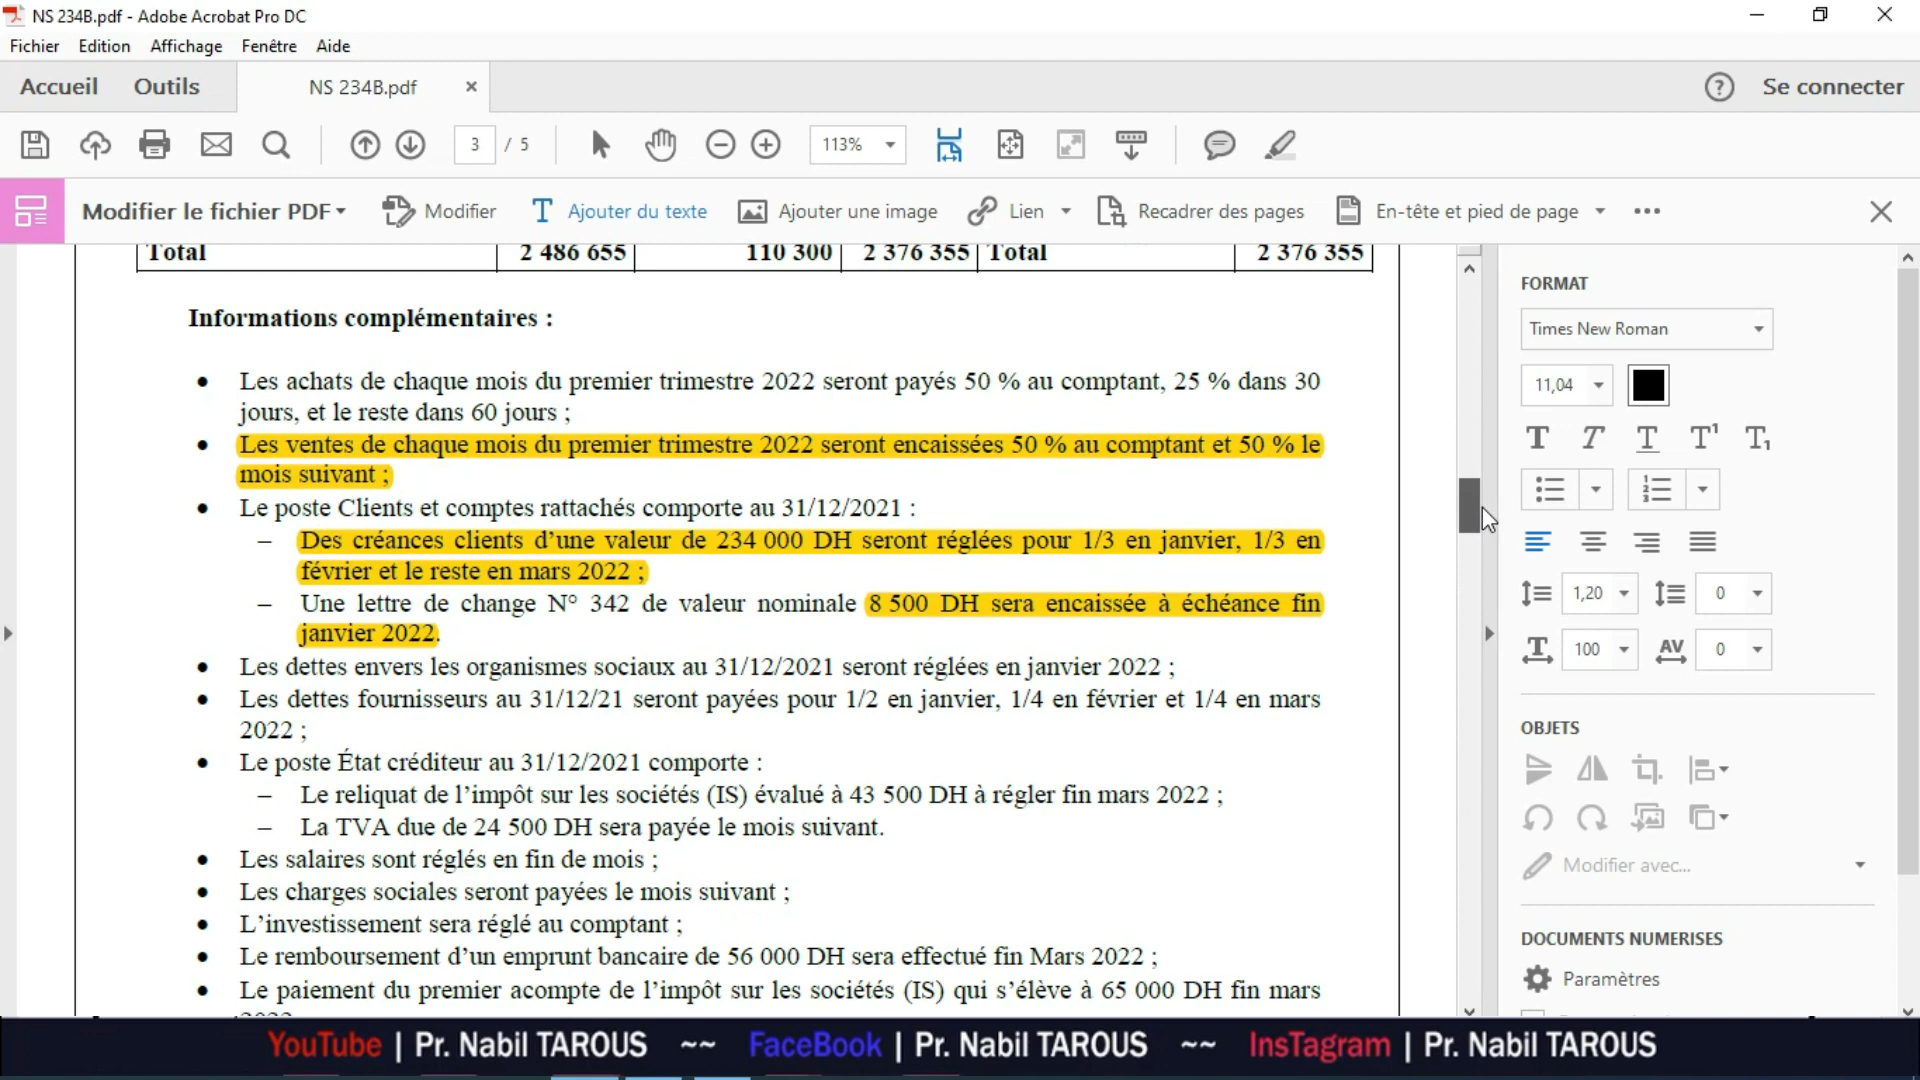 NS 234B.pdf - Adobe Acrobat Pro DC
Fichier Edition Affichage Fenêtre Aide
Accueil Outils NS 234B.pdf × ? Se connecter
3 / 5 113%
Modifier le fichier PDF Modifier Ajouter du texte Ajouter une image Lien Recadrer des pages En-tête et pied de page
Total 2 486 655 110 300 2 376 355 Total 2 376 355
Informations complémentaires :
• Les achats de chaque mois du premier trimestre 2022 seront payés 50 % au comptant, 25 % dans 30
jours, et le reste dans 60 jours ;
• Les ventes de chaque mois du premier trimestre 2022 seront encaissées 50 % au comptant et 50 % le
mois suivant ;
• Le poste Clients et comptes rattachés comporte au 31/12/2021 :
– Des créances clients d’une valeur de 234 000 DH seront réglées pour 1/3 en janvier, 1/3 en
février et le reste en mars 2022 ;
– Une lettre de change N° 342 de valeur nominale 8 500 DH sera encaissée à échéance fin
janvier 2022.
• Les dettes envers les organismes sociaux au 31/12/2021 seront réglées en janvier 2022 ;
• Les dettes fournisseurs au 31/12/21 seront payées pour 1/2 en janvier, 1/4 en février et 1/4 en mars
2022 ;
• Le poste État créditeur au 31/12/2021 comporte :
– Le reliquat de l’impôt sur les sociétés (IS) évalué à 43 500 DH à régler fin mars 2022 ;
– La TVA due de 24 500 DH sera payée le mois suivant.
• Les salaires sont réglés en fin de mois ;
• Les charges sociales seront payées le mois suivant ;
• L’investissement sera réglé au comptant ;
• Le remboursement d’un emprunt bancaire de 56 000 DH sera effectué fin Mars 2022 ;
• Le paiement du premier acompte de l’impôt sur les sociétés (IS) qui s’élève à 65 000 DH fin mars
FORMAT
Times New Roman
11,04
T T T T¹ T₁
1,20 0
100 AV 0
OBJETS
Modifier avec...
DOCUMENTS NUMERISES
Paramètres
YouTube | Pr. Nabil TAROUS ~~ FaceBook | Pr. Nabil TAROUS ~~ InsTagram | Pr. Nabil TAROUS